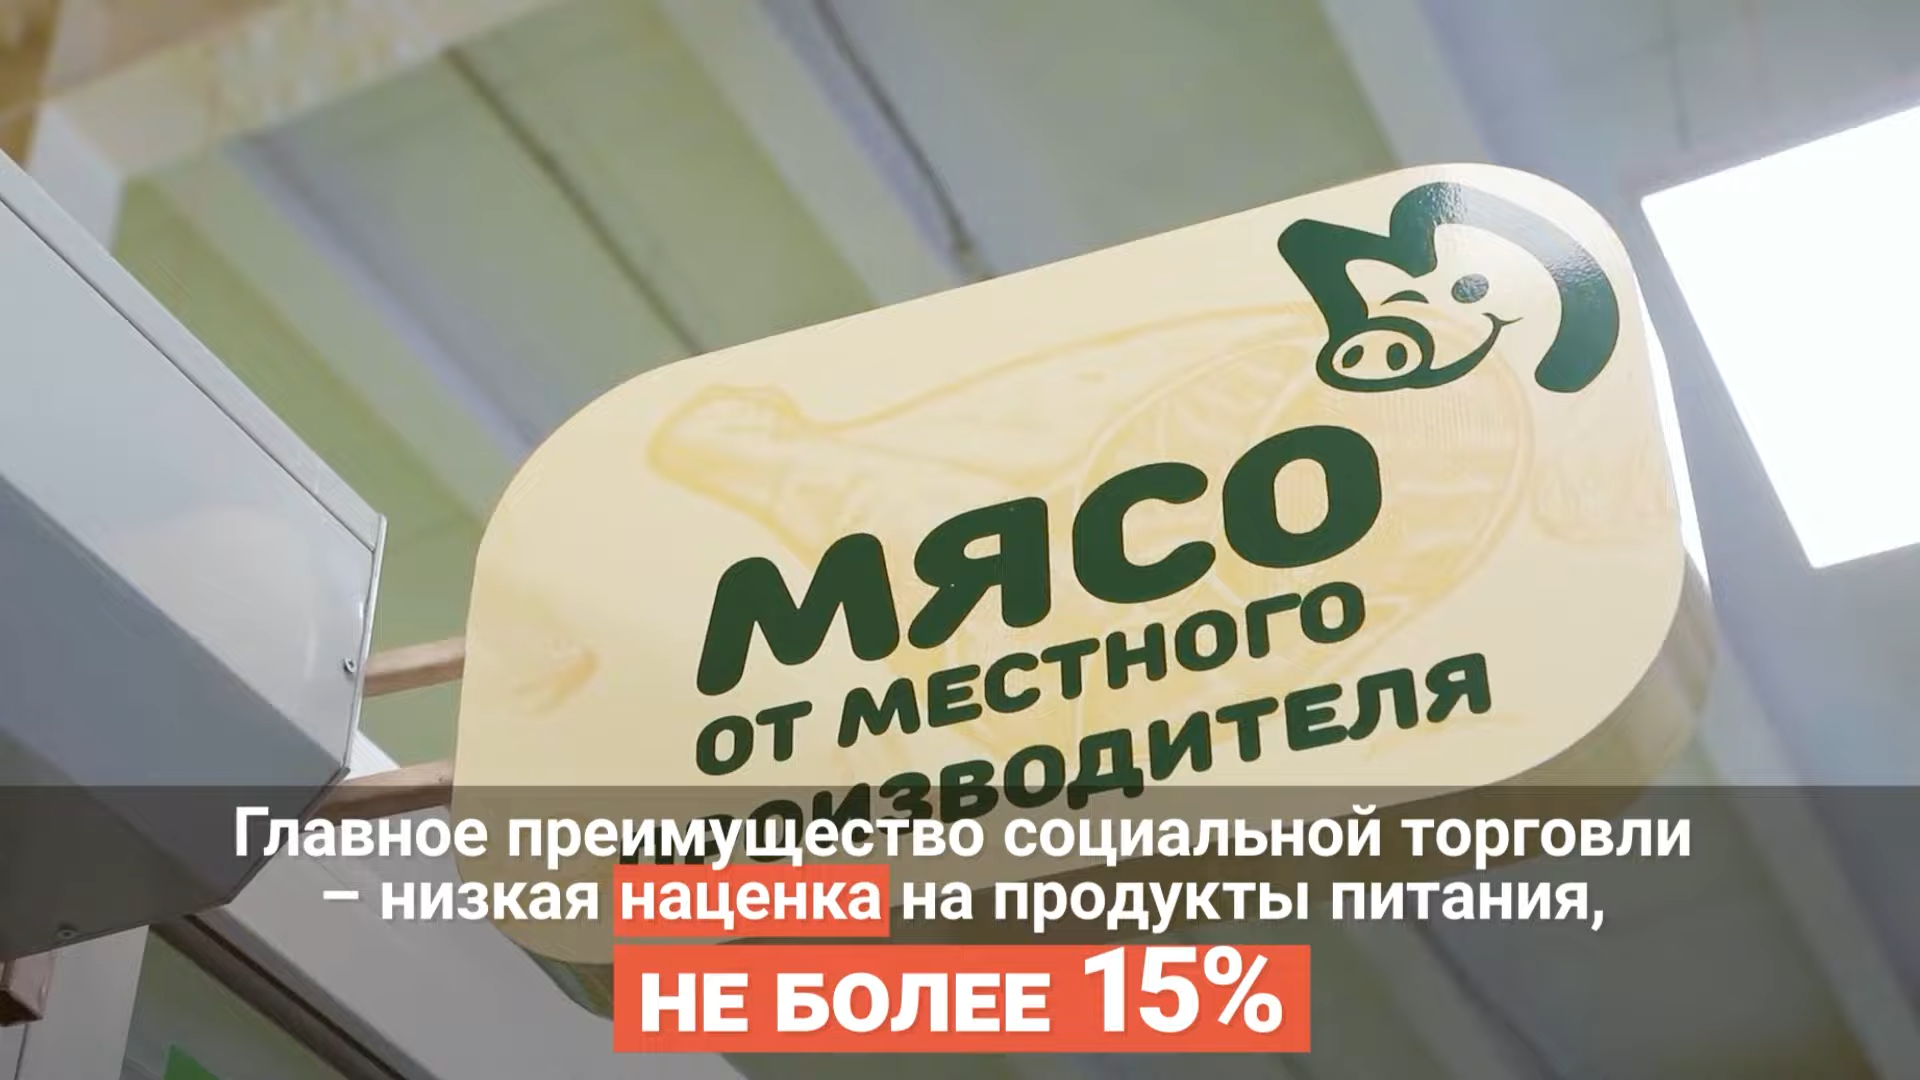 МЯСО
ОТ МЕСТНОГО
ПРОИЗВОДИТЕЛЯ
Главное преимущество социальной торговли
– низкая наценка на продукты питания,
НЕ БОЛЕЕ 15%